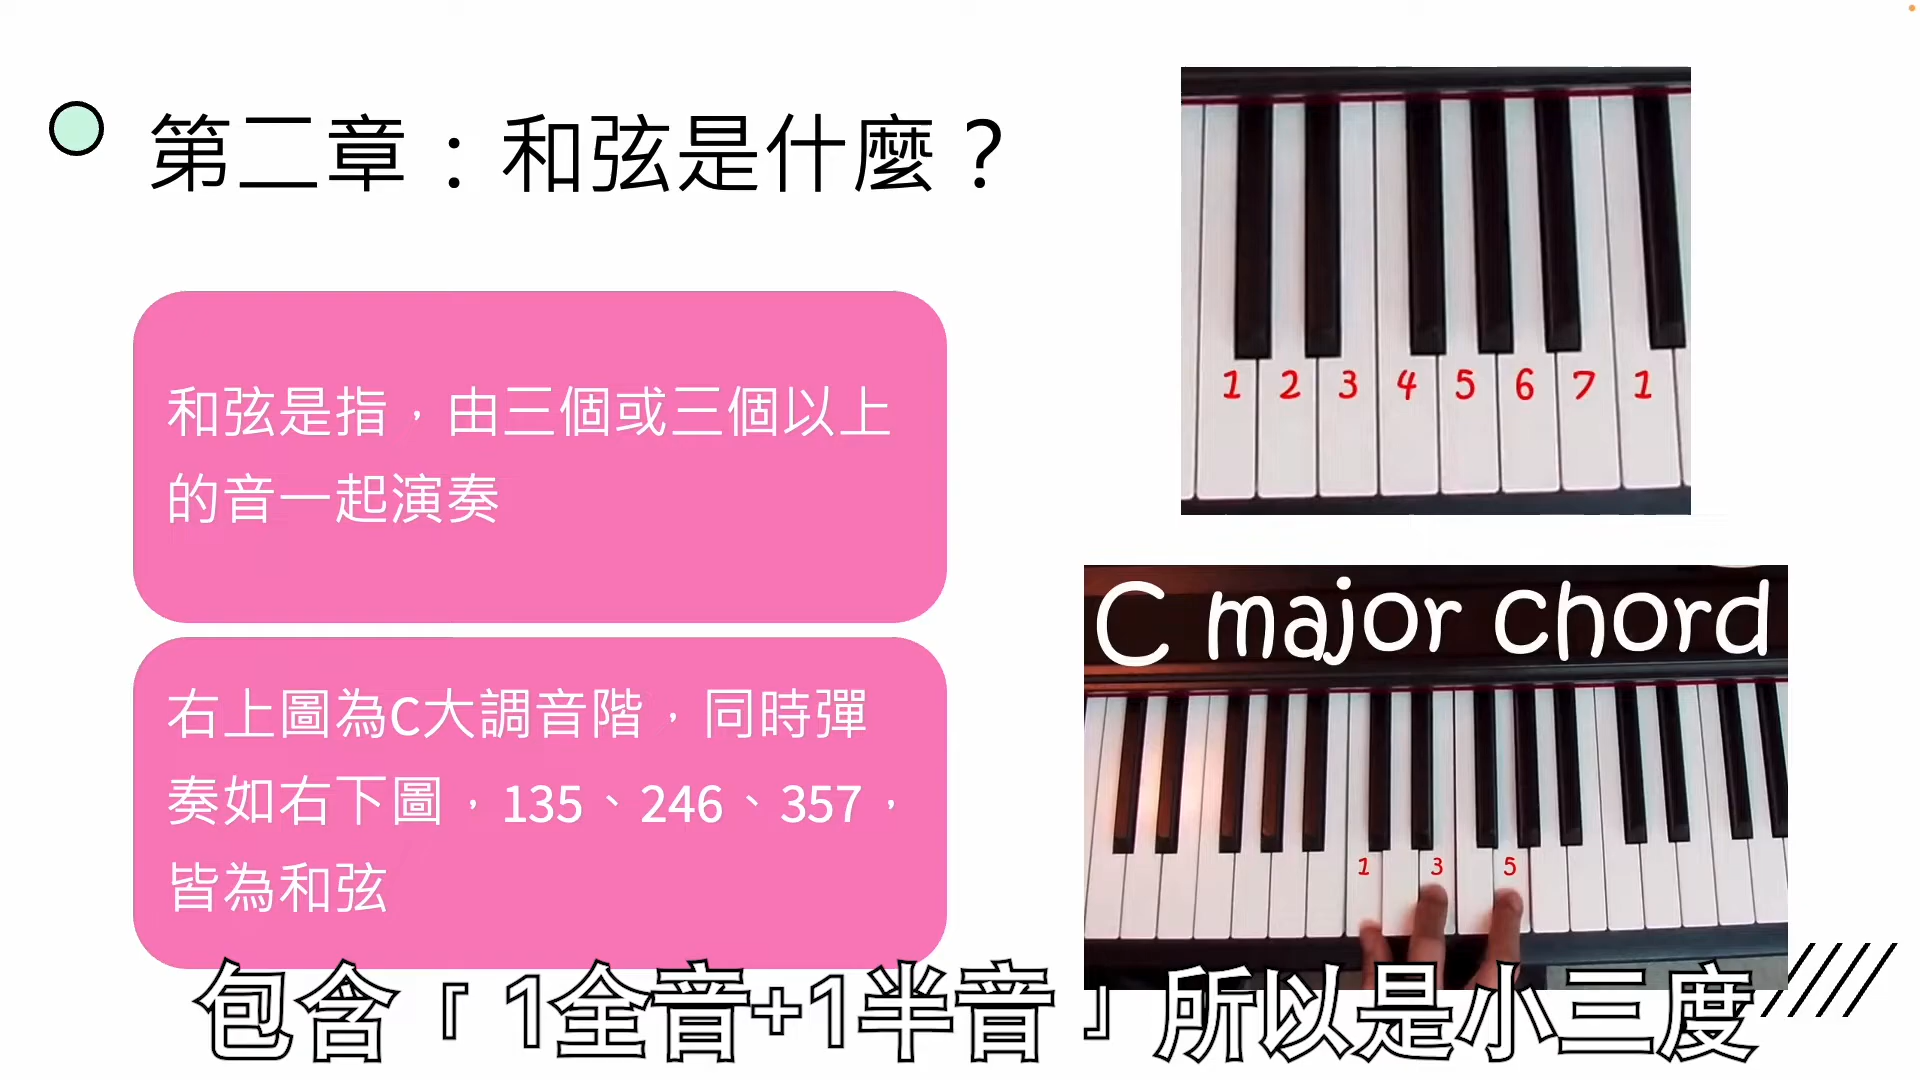 第二章：和弦是什麼？
和弦是指，由三個或三個以上
的音一起演奏
右上圖為C大調音階，同時彈
奏如右下圖，135、246、357，
皆為和弦
1 2 3 4 5 6 7 1
C major chord
1 3 5
包含「1全音+1半音」所以是小三度